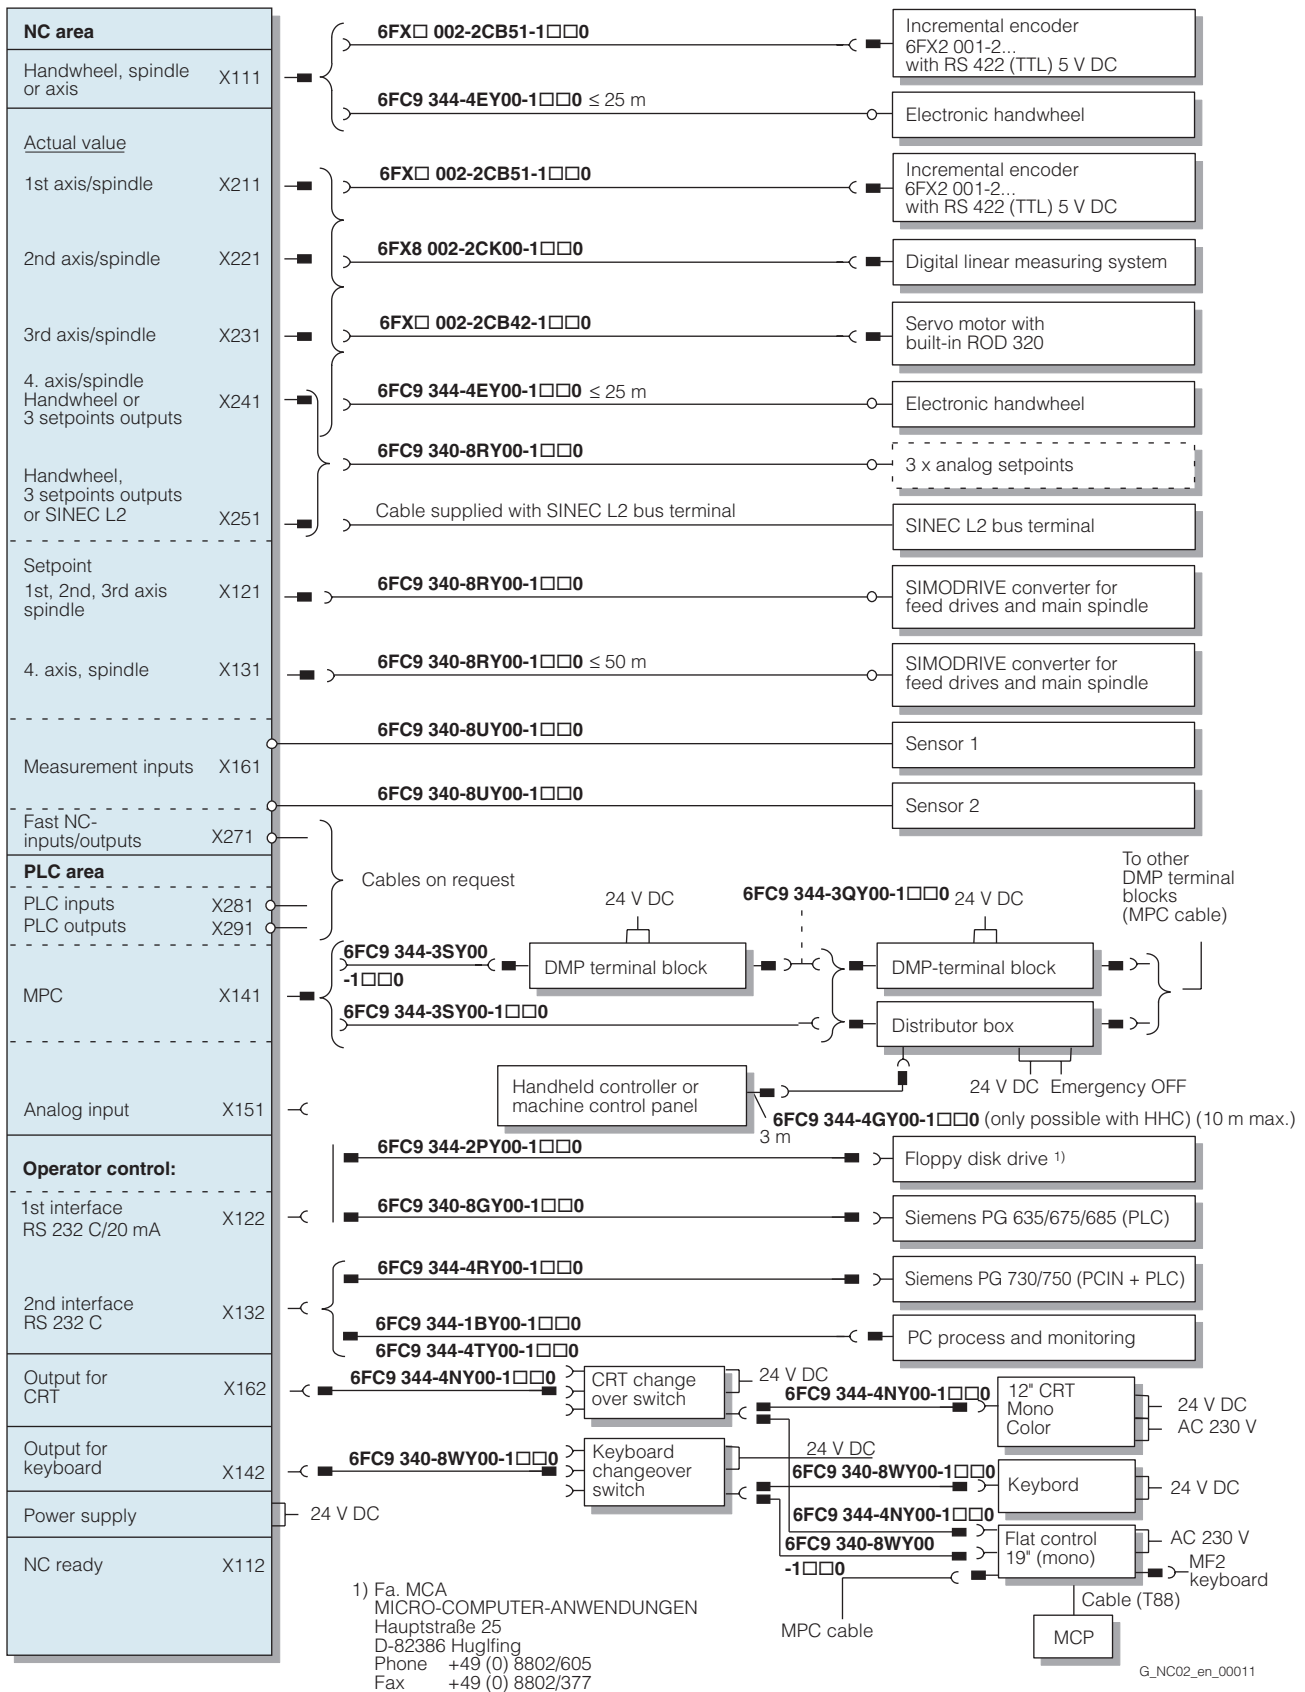 NC area
Handwheel, spindle
or axis
X111
6FX□ 002-2CB51-1□□0
Incremental encoder
6FX2 001-2...
with RS 422 (TTL) 5 V DC
6FC9 344-4EY00-1□□0 ≤ 25 m
Electronic handwheel
Actual value
1st axis/spindle X211
6FX□ 002-2CB51-1□□0
Incremental encoder
6FX2 001-2...
with RS 422 (TTL) 5 V DC
2nd axis/spindle X221
6FX8 002-2CK00-1□□0
Digital linear measuring system
3rd axis/spindle X231
6FX□ 002-2CB42-1□□0
Servo motor with
built-in ROD 320
4. axis/spindle
Handwheel or
3 setpoints outputs
X241
6FC9 344-4EY00-1□□0 ≤ 25 m
Electronic handwheel
6FC9 340-8RY00-1□□0
3 x analog setpoints
Handwheel,
3 setpoints outputs
or SINEC L2
X251
Cable supplied with SINEC L2 bus terminal
SINEC L2 bus terminal
Setpoint
1st, 2nd, 3rd axis
spindle
X121
6FC9 340-8RY00-1□□0
SIMODRIVE converter for
feed drives and main spindle
4. axis, spindle X131
6FC9 340-8RY00-1□□0 ≤ 50 m
SIMODRIVE converter for
feed drives and main spindle
6FC9 340-8UY00-1□□0
Sensor 1
Measurement inputs X161
6FC9 340-8UY00-1□□0
Sensor 2
Fast NC-
inputs/outputs
X271
PLC area
PLC inputs X281
PLC outputs X291
Cables on request
24 V DC
6FC9 344-3QY00-1□□0
24 V DC
To other
DMP terminal
blocks
(MPC cable)
MPC X141
6FC9 344-3SY00
-1□□0
DMP terminal block
DMP-terminal block
6FC9 344-3SY00-1□□0
Distributor box
24 V DC
Emergency OFF
Handheld controller or
machine control panel
3 m
6FC9 344-4GY00-1□□0 (only possible with HHC) (10 m max.)
Analog input X151
Operator control:
6FC9 344-2PY00-1□□0
Floppy disk drive 1)
1st interface
RS 232 C/20 mA
X122
6FC9 340-8GY00-1□□0
Siemens PG 635/675/685 (PLC)
6FC9 344-4RY00-1□□0
Siemens PG 730/750 (PCIN + PLC)
2nd interface
RS 232 C
X132
6FC9 344-1BY00-1□□0
6FC9 344-4TY00-1□□0
PC process and monitoring
Output for
CRT
X162
6FC9 344-4NY00-1□□0
CRT change
over switch
24 V DC
6FC9 344-4NY00-1□□0
12" CRT
Mono
Color
24 V DC
AC 230 V
Output for
keyboard
X142
6FC9 340-8WY00-1□□0
Keyboard
changeover
switch
24 V DC
6FC9 340-8WY00-1□□0
Keybord
24 V DC
Power supply
24 V DC
6FC9 344-4NY00-1□□0
6FC9 340-8WY00
-1□□0
Flat control
19" (mono)
AC 230 V
MF2
keyboard
NC ready X112
MPC cable
Cable (T88)
MCP
1) Fa. MCA
MICRO-COMPUTER-ANWENDUNGEN
Hauptstraße 25
D-82386 Huglfing
Phone +49 (0) 8802/605
Fax +49 (0) 8802/377
G_NC02_en_00011